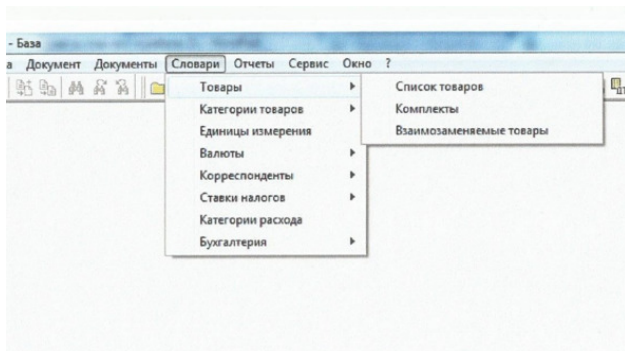 - База
а Документ Документы Словари Отчеты Сервис Окно ?
Товары
Список товаров
Категории товаров
Комплекты
Единицы измерения
Взаимозаменяемые товары
Валюты
Корреспонденты
Ставки налогов
Категории расхода
Бухгалтерия